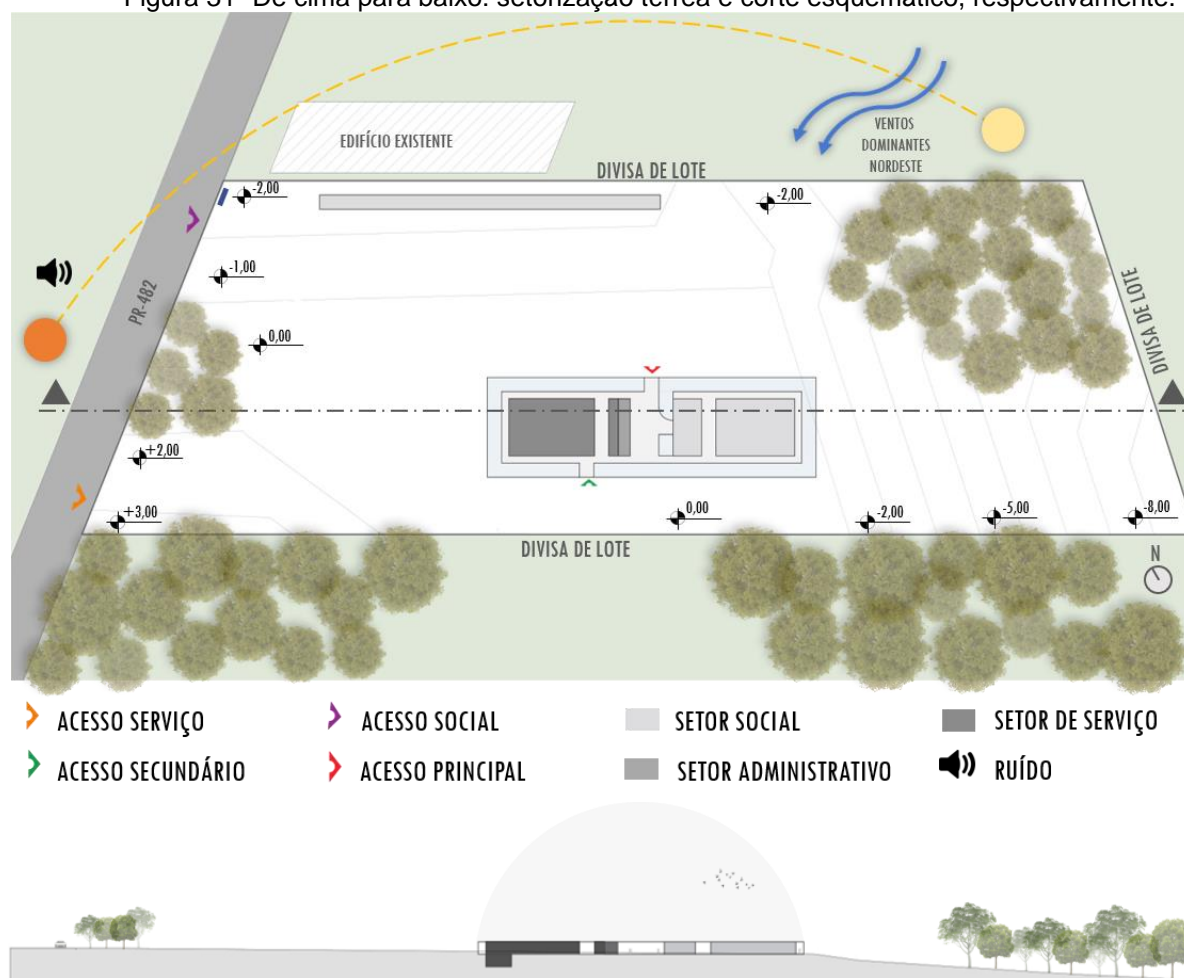 Figura 31- De cima para baixo: setorização térrea e corte esquemático, respectivamente.
EDIFÍCIO EXISTENTE
VENTOS
DOMINANTES
NORDESTE
DIVISA DE LOTE
-2,00
-2,00
-1,00
PR-482
0,00
DIVISA DE LOTE
+2,00
+3,00
0,00
-2,00
-5,00
-8,00
DIVISA DE LOTE
N
ACESSO SERVIÇO
ACESSO SOCIAL
SETOR SOCIAL
SETOR DE SERVIÇO
ACESSO SECUNDÁRIO
ACESSO PRINCIPAL
SETOR ADMINISTRATIVO
RUÍDO